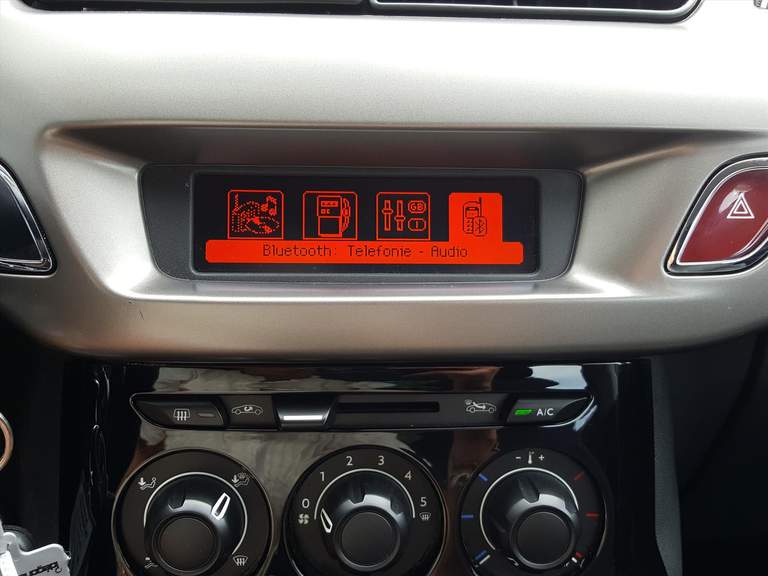 GB
I
Bluetooth: Telefonie - Audio
A/C
- +
0 1 2 3 4 5